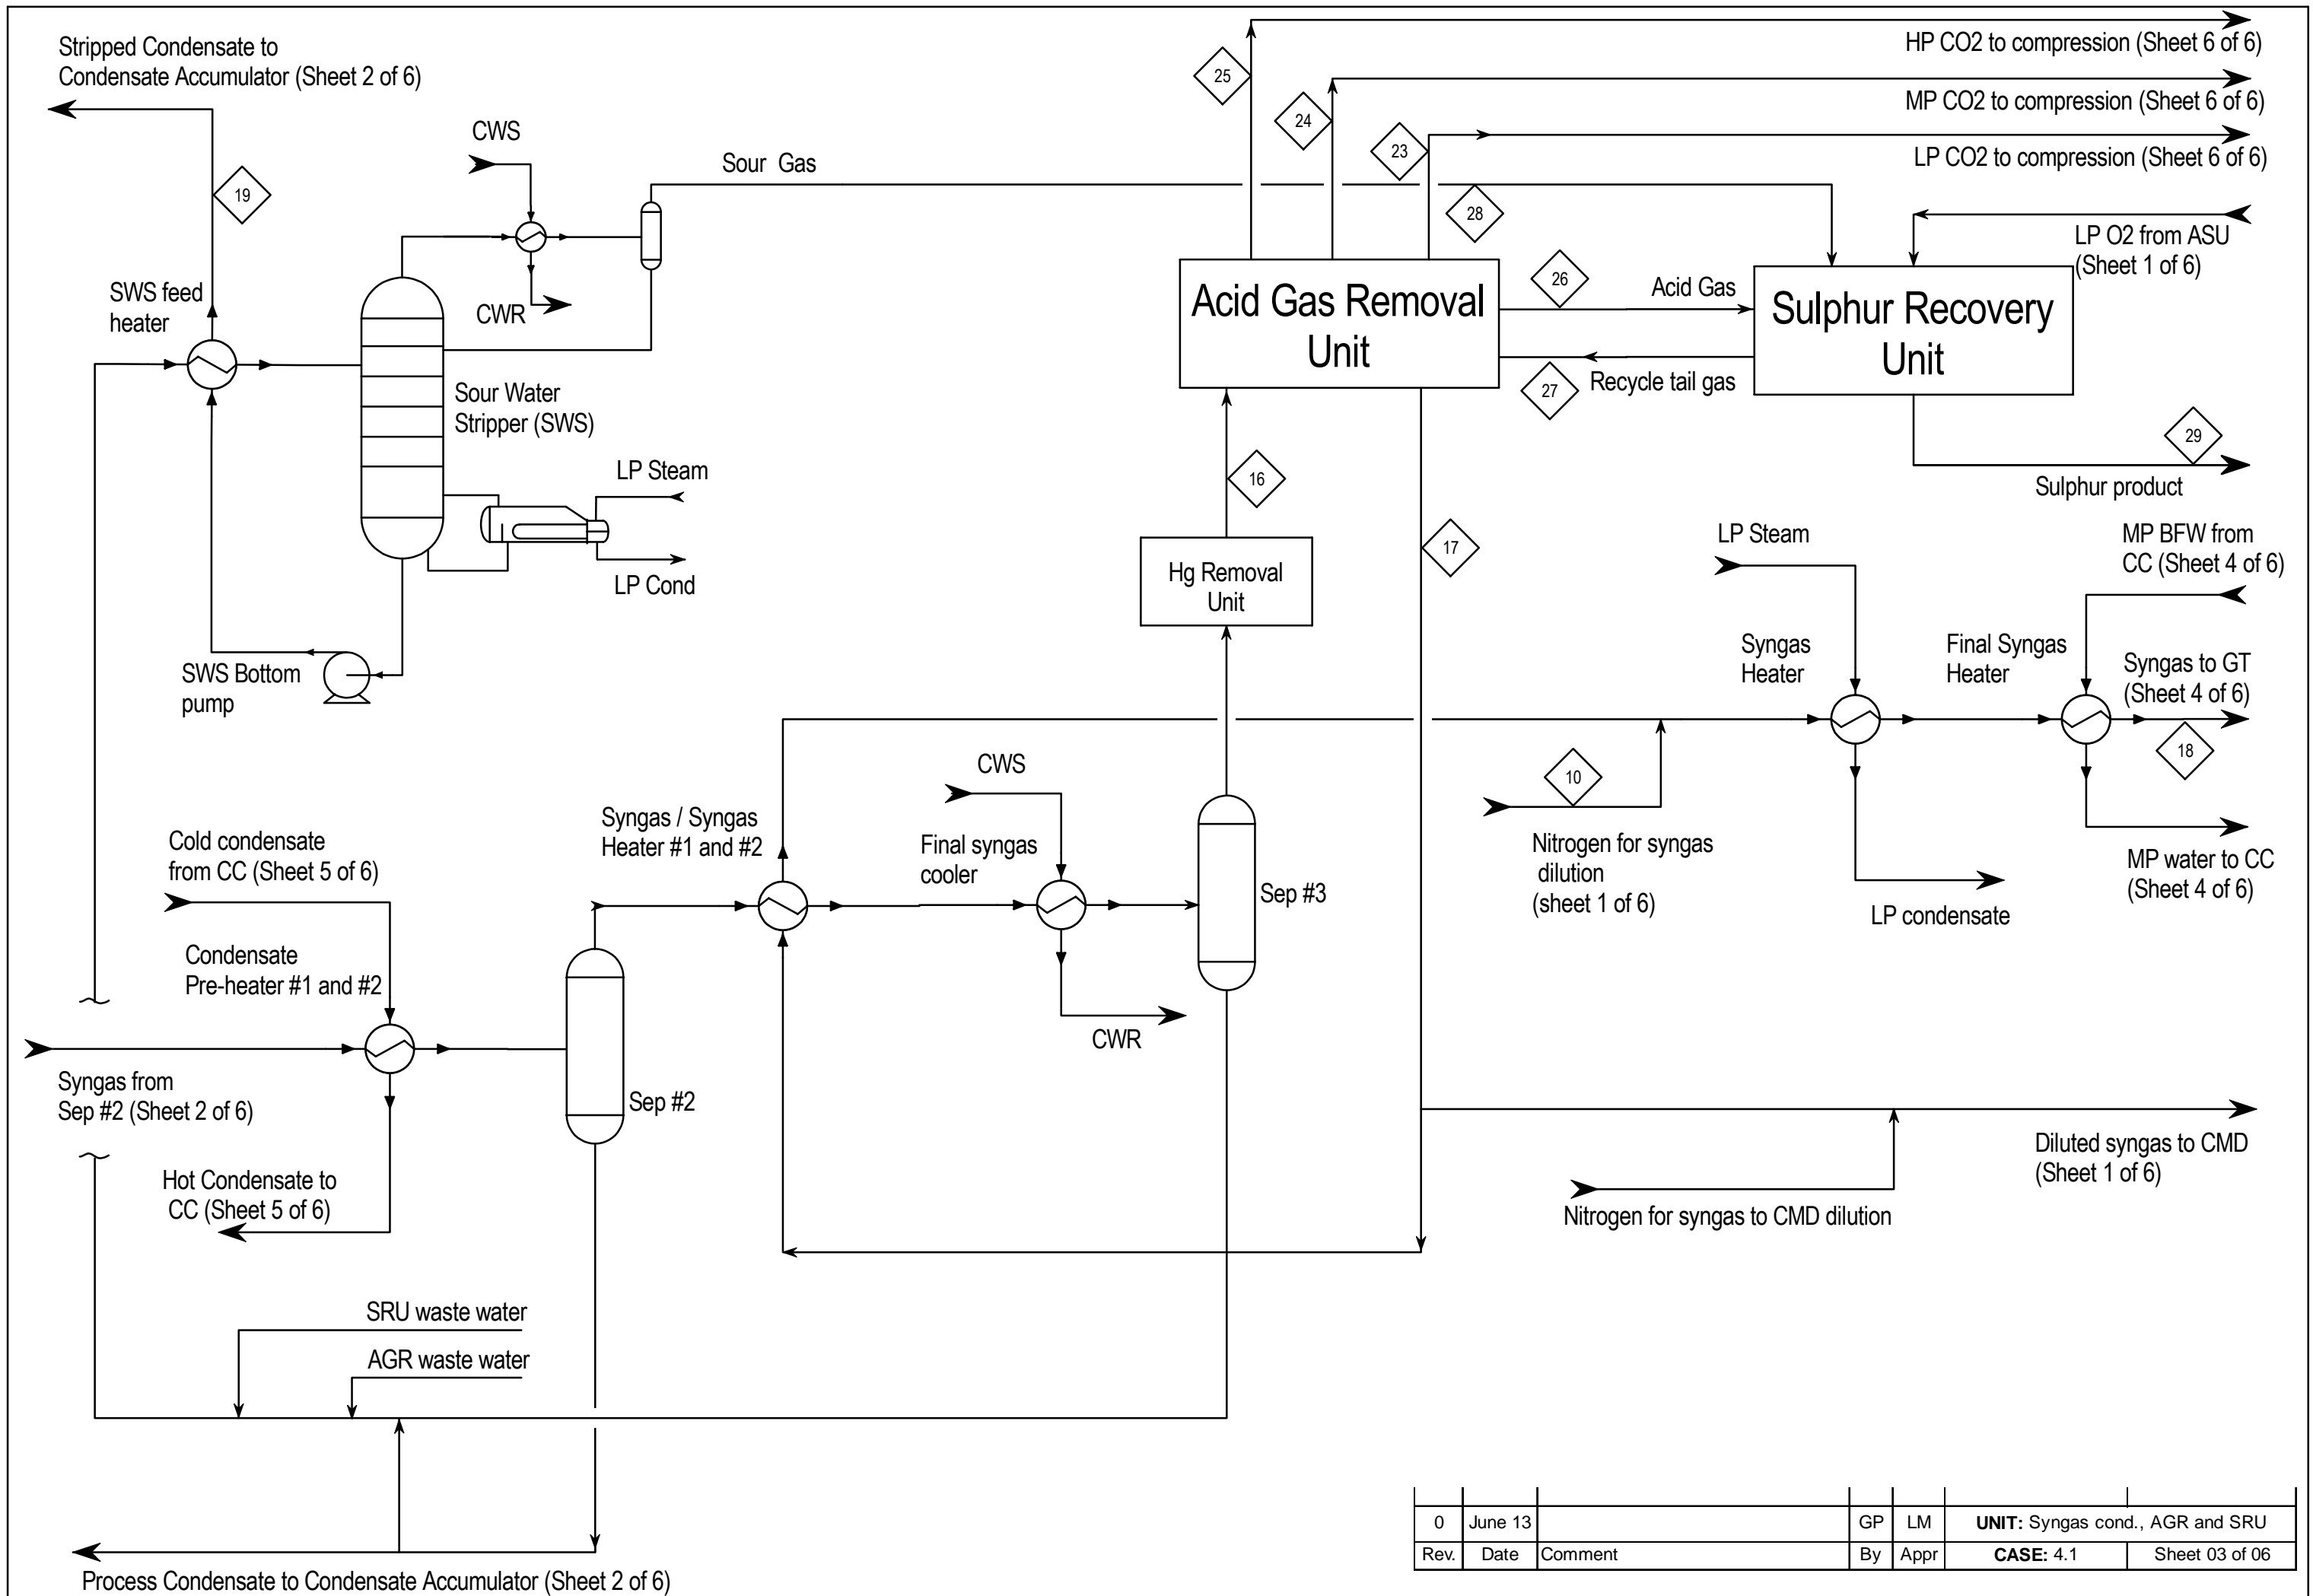 HP CO2 to compression (Sheet 6 of 6)
Stripped Condensate to
Condensate Accumulator (Sheet 2 of 6)
25
MP CO2 to compression (Sheet 6 of 6)
24
CWS
23
LP CO2 to compression (Sheet 6 of 6)
Sour Gas
19
28
LP O2 from ASU
(Sheet 1 of 6)
SWS feed
heater
CWR
26
Acid Gas
Acid Gas Removal
Unit
Sulphur Recovery
Unit
27
Recycle tail gas
Sour Water
Stripper (SWS)
29
Sulphur product
LP Steam
16
LP Cond
17
LP Steam
MP BFW from
CC (Sheet 4 of 6)
Hg Removal
Unit
SWS Bottom
pump
Syngas
Heater
Final Syngas
Heater
Syngas to GT
(Sheet 4 of 6)
18
CWS
10
Cold condensate
from CC (Sheet 5 of 6)
Syngas / Syngas
Heater #1 and #2
Final syngas
cooler
Nitrogen for syngas
dilution
(sheet 1 of 6)
MP water to CC
(Sheet 4 of 6)
Sep #3
LP condensate
Condensate
Pre-heater #1 and #2
CWR
Syngas from
Sep #2 (Sheet 2 of 6)
Sep #2
Diluted syngas to CMD
(Sheet 1 of 6)
Hot Condensate to
CC (Sheet 5 of 6)
Nitrogen for syngas to CMD dilution
SRU waste water
AGR waste water
Process Condensate to Condensate Accumulator (Sheet 2 of 6)
0 June 13 GP LM UNIT: Syngas cond., AGR and SRU
Rev. Date Comment By Appr CASE: 4.1 Sheet 03 of 06